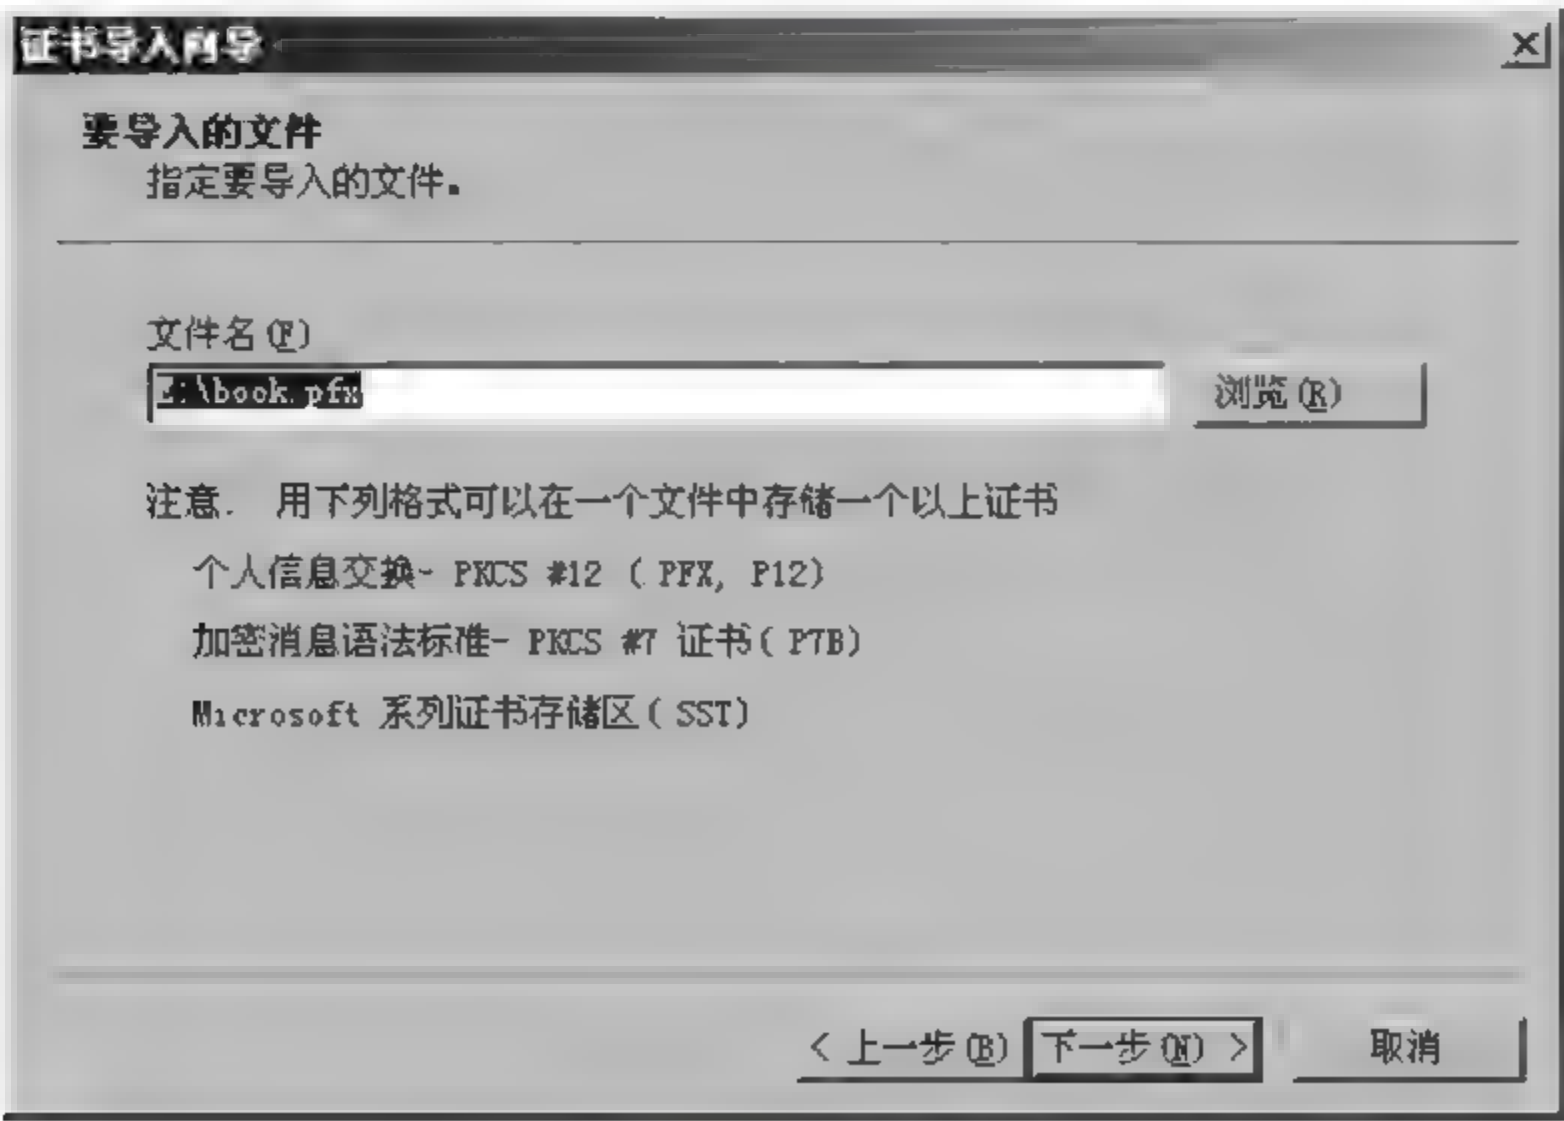 证书导入向导
要导入的文件
指定要导入的文件。
文件名(F)
:\book.pfx
浏览(R)
注意. 用下列格式可以在一个文件中存储一个以上证书
个人信息交换- PKCS #12 ( PFX, P12)
加密消息语法标准- PKCS #7 证书( P7B)
Microsoft 系列证书存储区( SST)
< 上一步(B) 下一步(N) > 取消